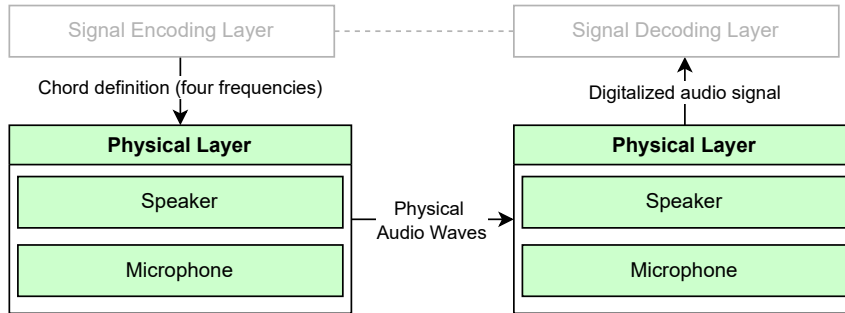 Signal Encoding Layer
Signal Decoding Layer
Chord definition (four frequencies)
Digitalized audio signal
Physical Layer
Physical Layer
Speaker
Speaker
Physical
Audio Waves
Microphone
Microphone